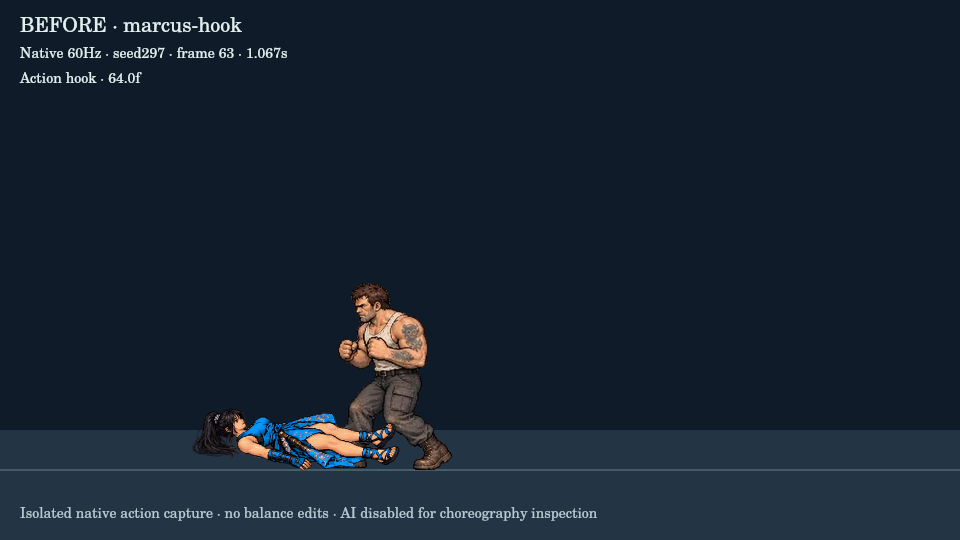 BEFORE · marcus-hook
Native 60Hz · seed297 · frame 63 · 1.067s
Action hook · 64.0f
Isolated native action capture · no balance edits · AI disabled for choreography inspection